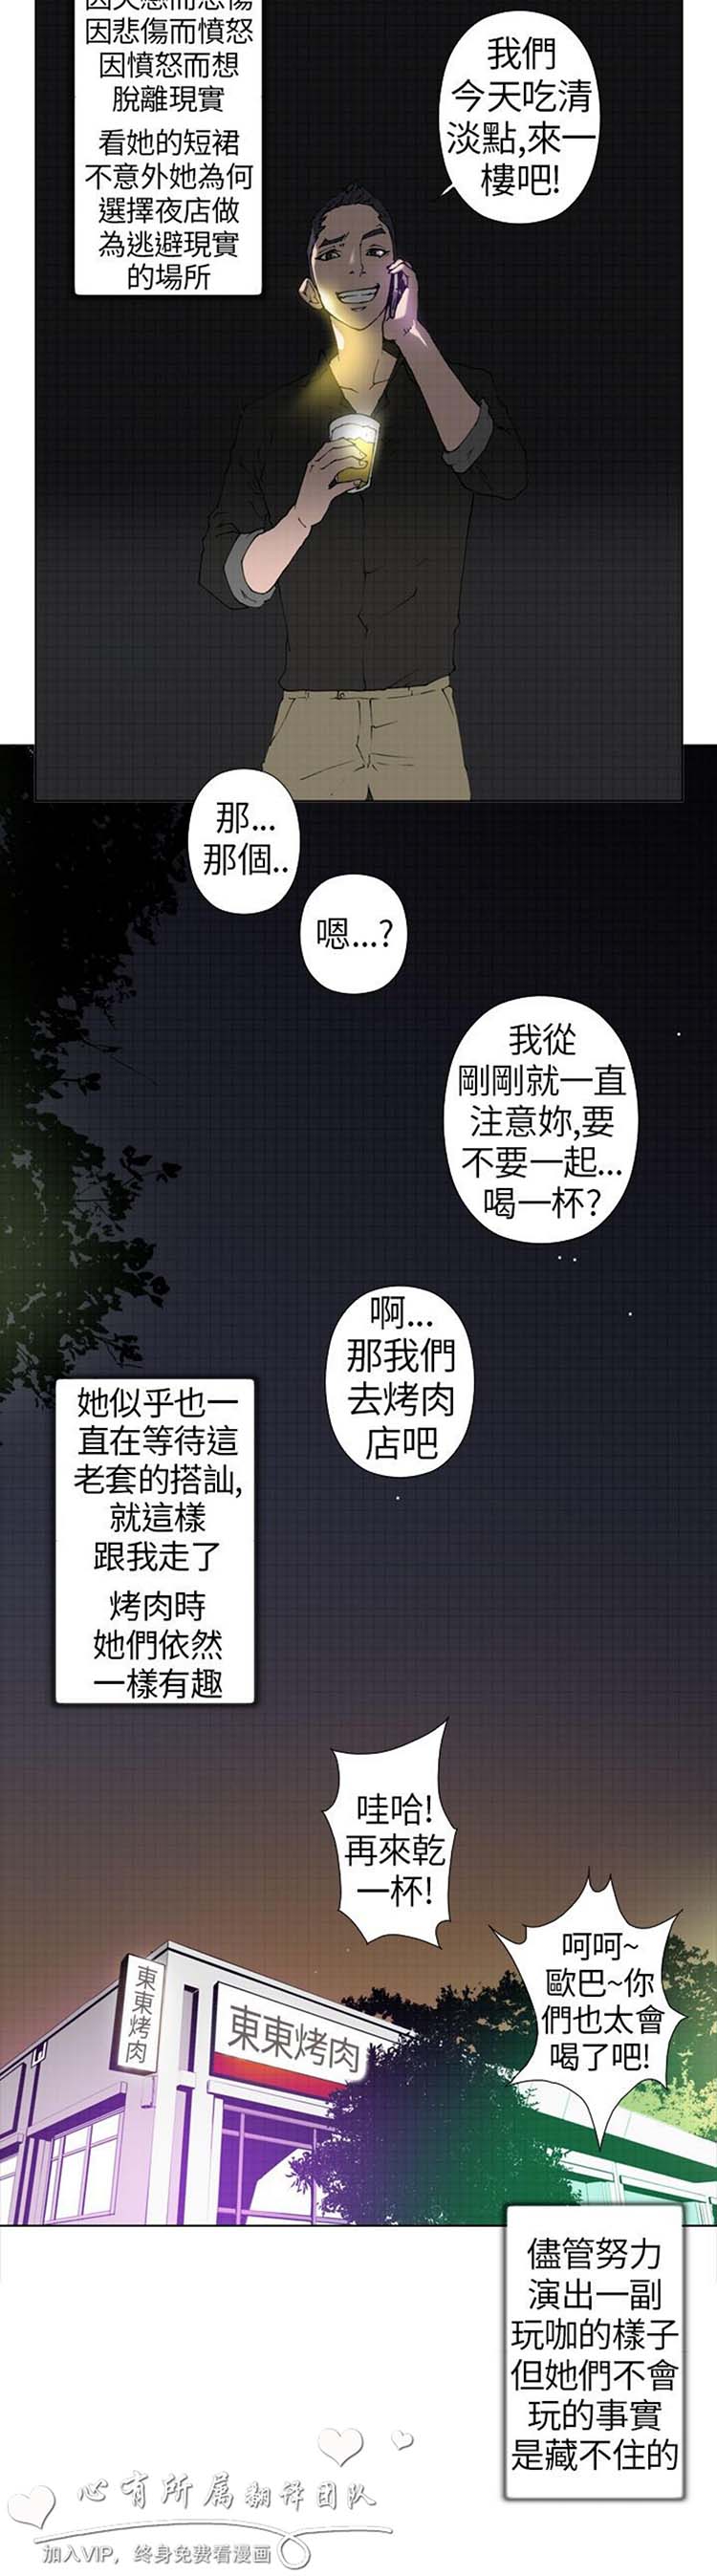 因失戀而悲傷
因悲傷而憤怒
因憤怒而想
脫離現實
看她的短裙
不意外她為何
選擇夜店做
為逃避現實
的場所
我們
今天吃清
淡點,來一
樓吧!
那...
那個..
嗯...?
我從
剛剛就一直
注意妳,要
不要一起...
喝一杯?
啊...
那我們
去烤肉
店吧
她似乎也一
直在等待這
老套的搭訕,
就這樣
跟我走了
烤肉時
她們依然
一樣有趣
哇哈!
再來乾
一杯!
呵呵~
歐巴~你
們也太會
喝了吧!
東東烤肉
東東烤肉
儘管努力
演出一副
玩咖的樣子
但她們不會
玩的事實
是藏不住的
心有所属翻译团队
加入VIP，终身免费看漫画